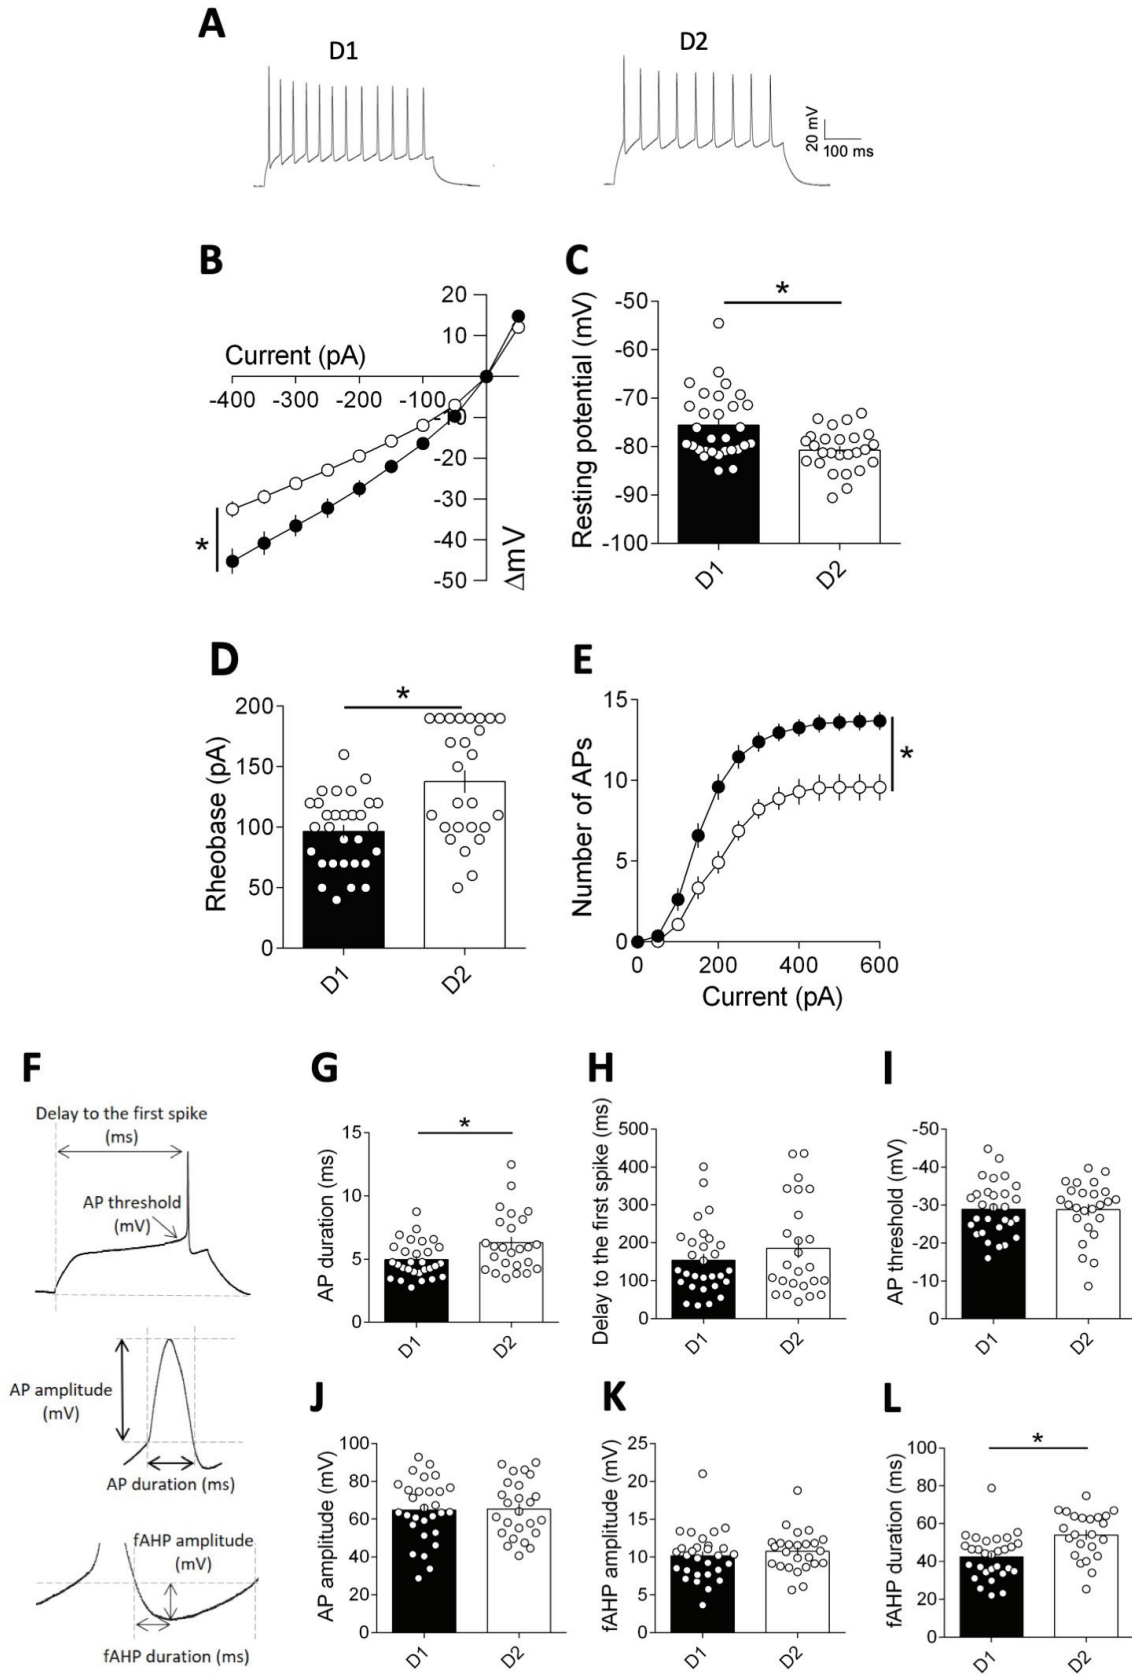 A
D1
D2
20 mV
100 ms
B
20
10
Current (pA)
-400
-300
-200
-100
-10
-20
-30
-40
-50
*
ΔmV
C
*
Resting potential (mV)
-50
-60
-70
-80
-90
-100
D1
D2
D
*
Rheobase (pA)
200
150
100
50
0
D1
D2
E
Number of APs
15
10
5
0
*
0
200
400
600
Current (pA)
F
Delay to the first spike
(ms)
AP threshold
(mV)
AP amplitude
(mV)
AP duration (ms)
fAHP amplitude
(mV)
fAHP duration (ms)
G
*
AP duration (ms)
15
10
5
0
D1
D2
H
Delay to the first spike (ms)
500
400
300
200
100
0
D1
D2
I
AP threshold (mV)
-50
-40
-30
-20
-10
0
D1
D2
J
AP amplitude (mV)
100
80
60
40
20
0
D1
D2
K
fAHP amplitude (mV)
25
20
15
10
5
0
D1
D2
L
*
fAHP duration (ms)
100
80
60
40
20
0
D1
D2